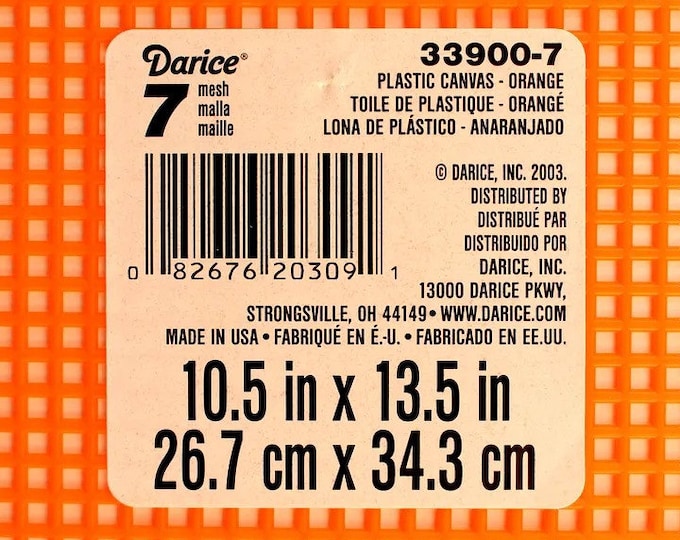 Darice®
7 mesh
malla
maille
33900-7
PLASTIC CANVAS - ORANGE
TOILE DE PLASTIQUE - ORANGÉ
LONA DE PLÁSTICO - ANARANJADO
0 82676 20309 1
© DARICE, INC. 2003.
DISTRIBUTED BY
DISTRIBUÉ PAR
DISTRIBUIDO POR
DARICE, INC.
13000 DARICE PKWY,
STRONGSVILLE, OH 44149 • WWW.DARICE.COM
MADE IN USA • FABRIQUÉ EN É.-U. • FABRICADO EN EE.UU.
10.5 in x 13.5 in
26.7 cm x 34.3 cm